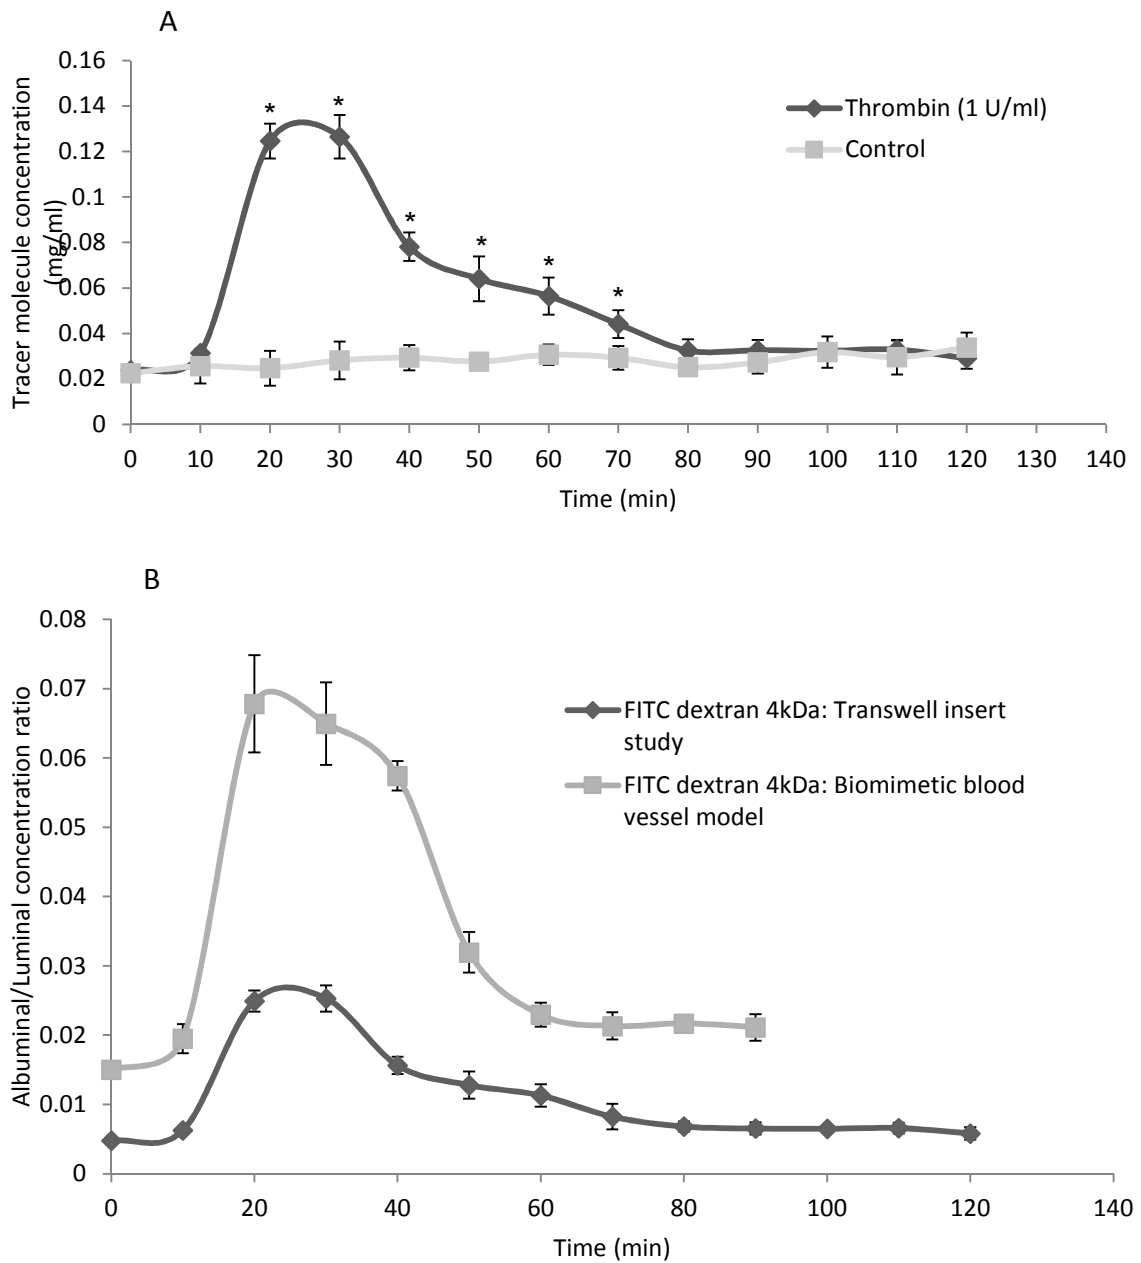 A
Tracer molecule concentration
(mg/ml)
0.16
0.14
0.12
0.1
0.08
0.06
0.04
0.02
0
* * * * * *
Thrombin (1 U/ml)
Control
0 10 20 30 40 50 60 70 80 90 100 110 120 130 140
Time (min)
B
Albuminal/Luminal concentration ratio
0.08
0.07
0.06
0.05
0.04
0.03
0.02
0.01
0
FITC dextran 4kDa: Transwell insert
study
FITC dextran 4kDa: Biomimetic blood
vessel model
0 20 40 60 80 100 120 140
Time (min)